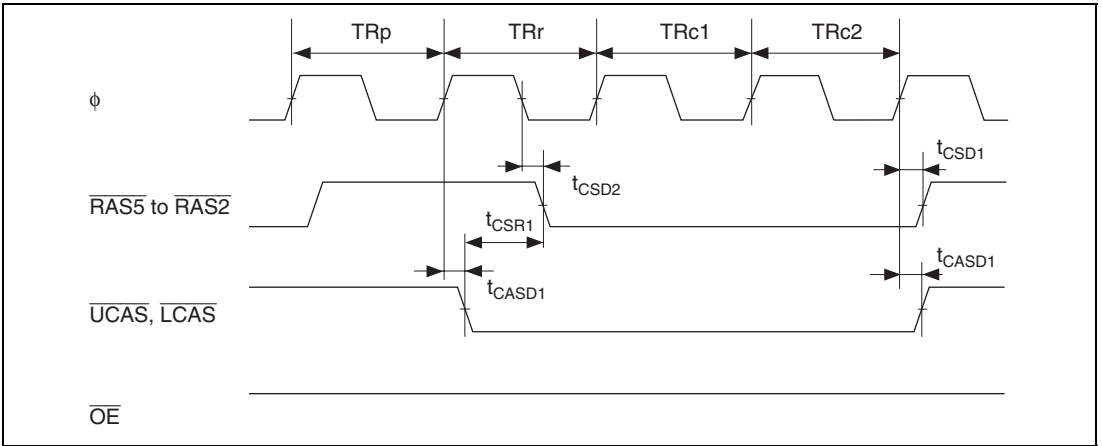 TRp TRr TRc1 TRc2
φ
tCSD1
tCSD2
RAS5 to RAS2
tCSR1
tCASD1
tCASD1
UCAS, LCAS
OE